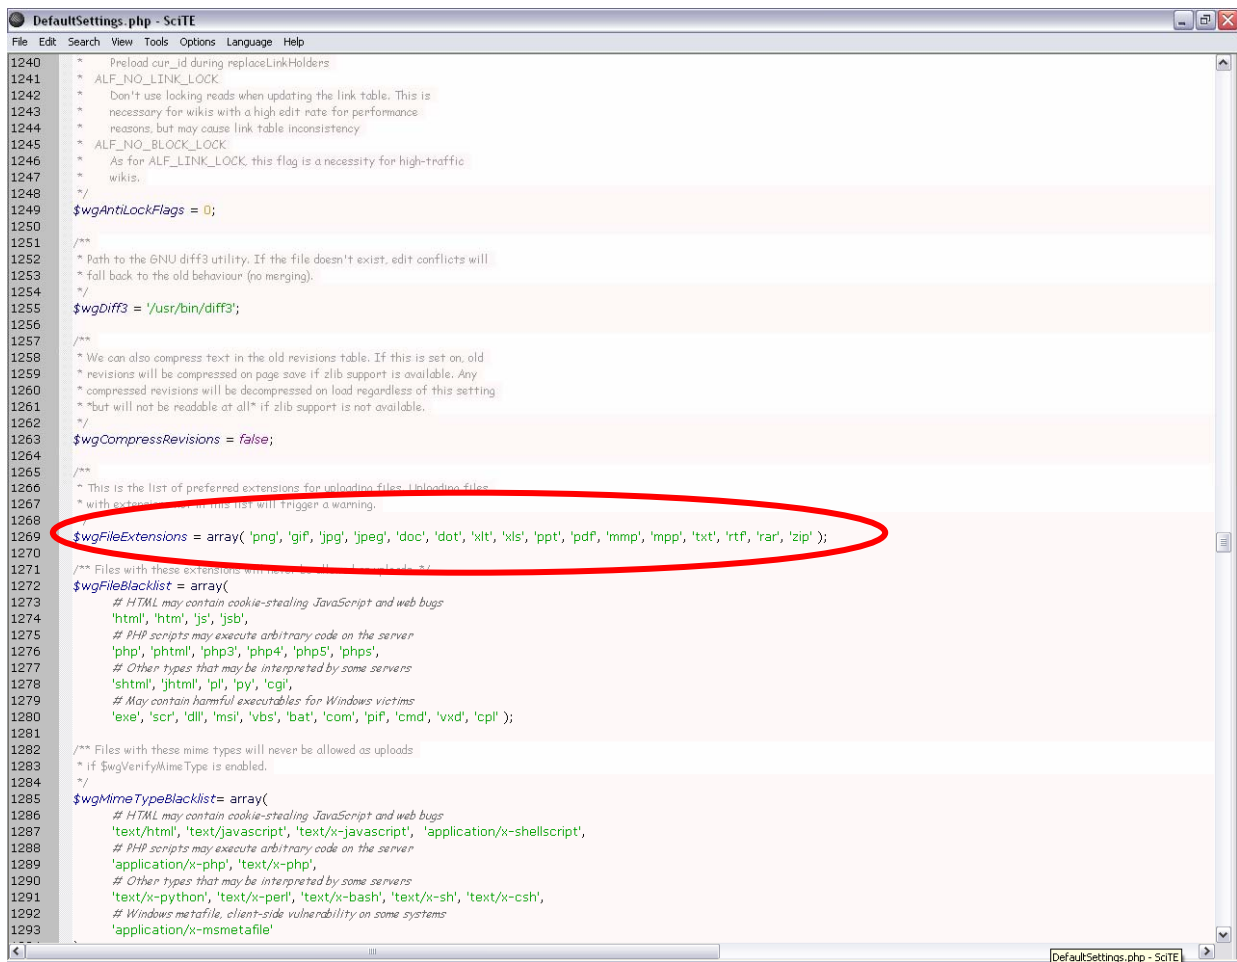 DefaultSettings.php - SciTE
File Edit Search View Tools Options Language Help
1240 * Preload cur_id during replaceLinkHolders
1241 * ALF_NO_LINK_LOCK
1242 * Don't use locking reads when updating the link table. This is
1243 * necessary for wikis with a high edit rate for performance
1244 * reasons, but may cause link table inconsistency
1245 * ALF_NO_BLOCK_LOCK
1246 * As for ALF_LINK_LOCK, this flag is a necessity for high-traffic
1247 * wikis.
1248 */
1249 $wgAntiLockFlags = 0;
1250
1251 /**
1252 * Path to the GNU diff3 utility. If the file doesn't exist, edit conflicts will
1253 * fall back to the old behaviour (no merging).
1254 */
1255 $wgDiff3 = '/usr/bin/diff3';
1256
1257 /**
1258 * We can also compress text in the old revisions table. If this is set on, old
1259 * revisions will be compressed on page save if zlib support is available. Any
1260 * compressed revisions will be decompressed on load regardless of this setting
1261 * *but will not be readable at all* if zlib support is not available.
1262 */
1263 $wgCompressRevisions = false;
1264
1265 /**
1266 * This is the list of preferred extensions for uploading files. Uploading files
1267 * with extensions not in this list will trigger a warning.
1268
1269 $wgFileExtensions = array( 'png', 'gif', 'jpg', 'jpeg', 'doc', 'dot', 'xlt', 'xls', 'ppt', 'pdf', 'mmp', 'mpp', 'txt', 'rtf', 'rar', 'zip' );
1270
1271 /** Files with these extensions will never be allowed as uploads. */
1272 $wgFileBlacklist = array(
1273 # HTML may contain cookie-stealing JavaScript and web bugs
1274 'html', 'htm', 'js', 'jsb',
1275 # PHP scripts may execute arbitrary code on the server
1276 'php', 'phtml', 'php3', 'php4', 'php5', 'phps',
1277 # Other types that may be interpreted by some servers
1278 'shtml', 'jhtml', 'pl', 'py', 'cgi',
1279 # May contain harmful executables for Windows victims
1280 'exe', 'scr', 'dll', 'msi', 'vbs', 'bat', 'com', 'pif', 'cmd', 'vxd', 'cpl' );
1281
1282 /** Files with these mime types will never be allowed as uploads
1283 * if $wgVerifyMimeType is enabled.
1284 */
1285 $wgMimeTypeBlacklist= array(
1286 # HTML may contain cookie-stealing JavaScript and web bugs
1287 'text/html', 'text/javascript', 'text/x-javascript', 'application/x-shellscript',
1288 # PHP scripts may execute arbitrary code on the server
1289 'application/x-php', 'text/x-php',
1290 # Other types that may be interpreted by some servers
1291 'text/x-python', 'text/x-perl', 'text/x-bash', 'text/x-sh', 'text/x-csh',
1292 # Windows metafile, client-side vulnerability on some systems
1293 'application/x-msmetafile'
DefaultSettings.php - SciTE